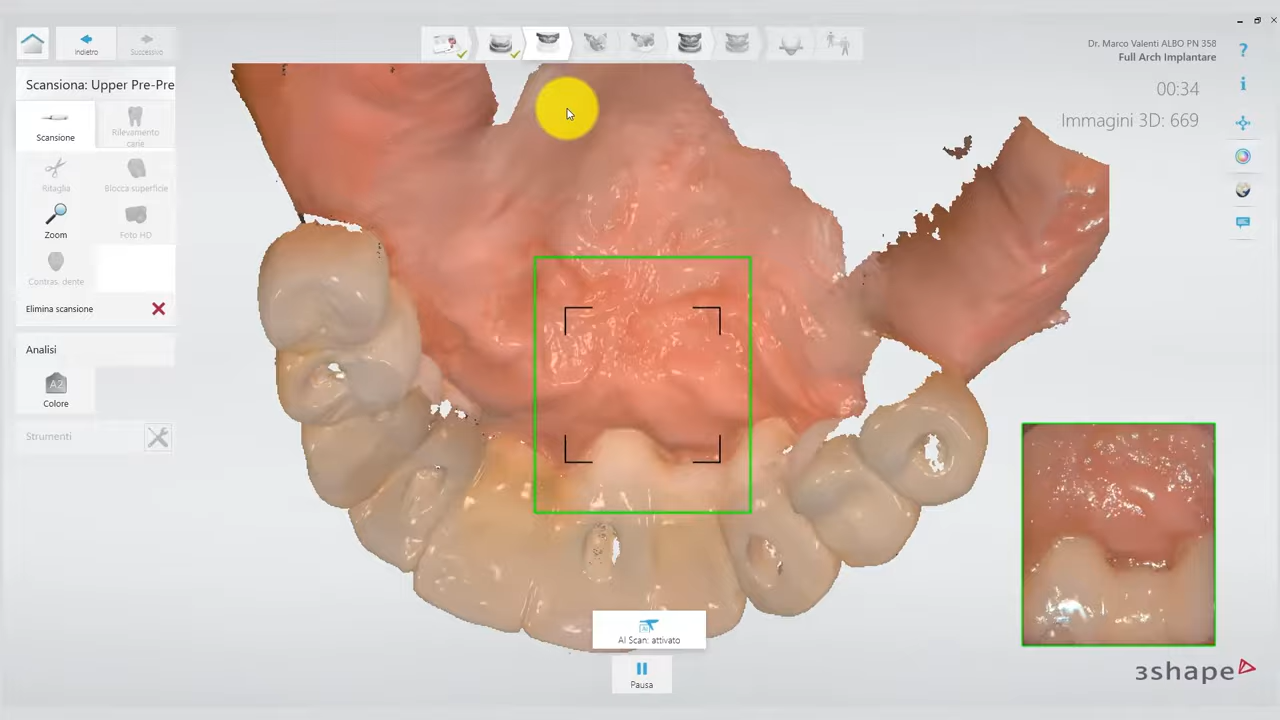 Indietro
Successivo
Dr. Marco Valenti ALBO PN 358
Full Arch Implantare
00:34
Immagini 3D: 669
Scansiona: Upper Pre-Pre
Scansione
Rilevamento
carie
Ritaglia
Blocca superficie
Zoom
Foto HD
Contras. dente
Elimina scansione
Analisi
A2
Colore
Strumenti
AI Scan: attivato
Pausa
3shape